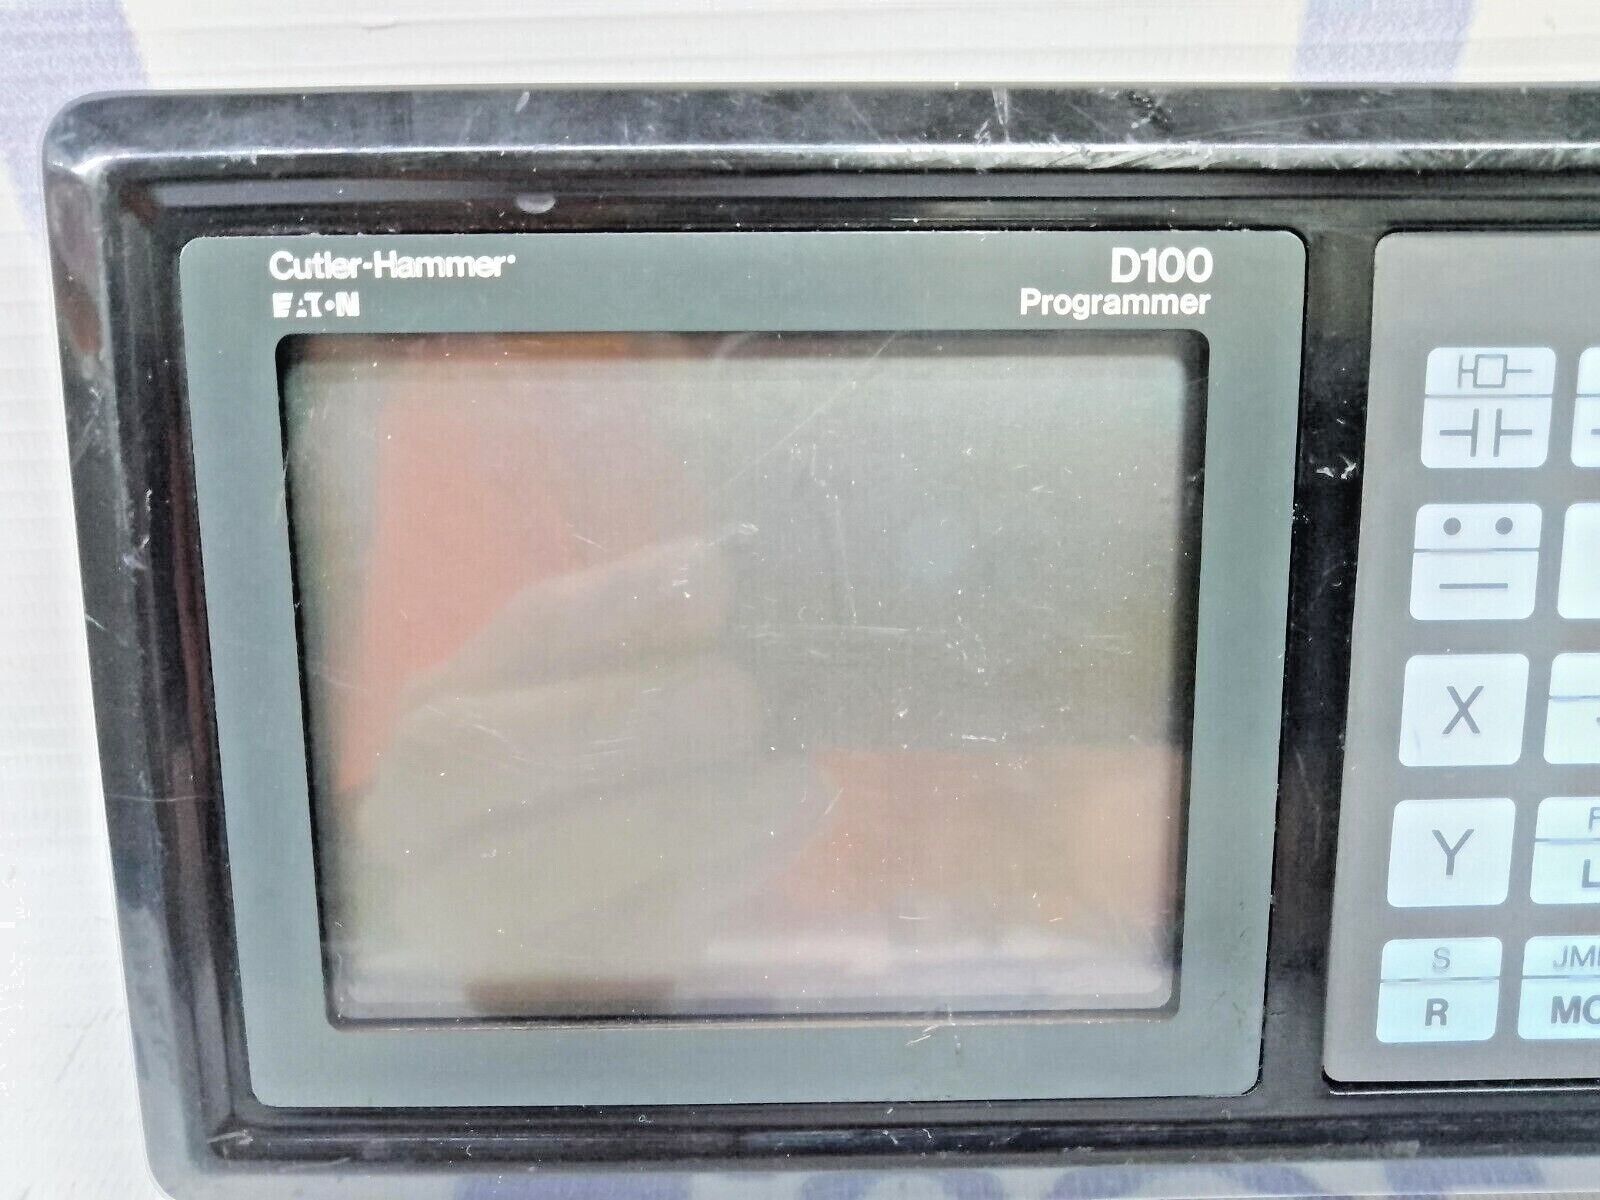 Cutler-Hammer
EATON
D100
Programmer
X
Y
S
R